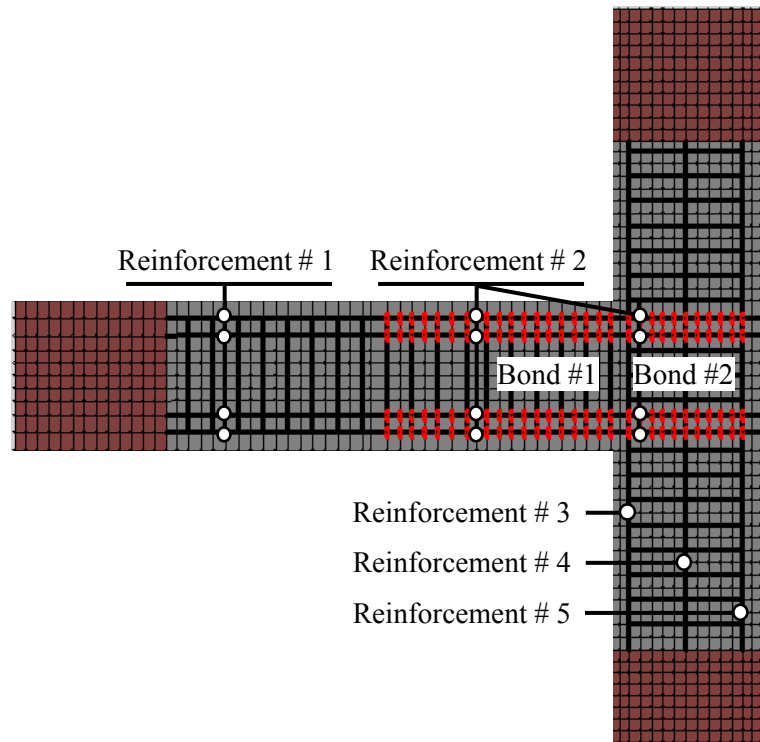 Reinforcement # 1
Reinforcement # 2
Bond #1
Bond #2
Reinforcement # 3
Reinforcement # 4
Reinforcement # 5